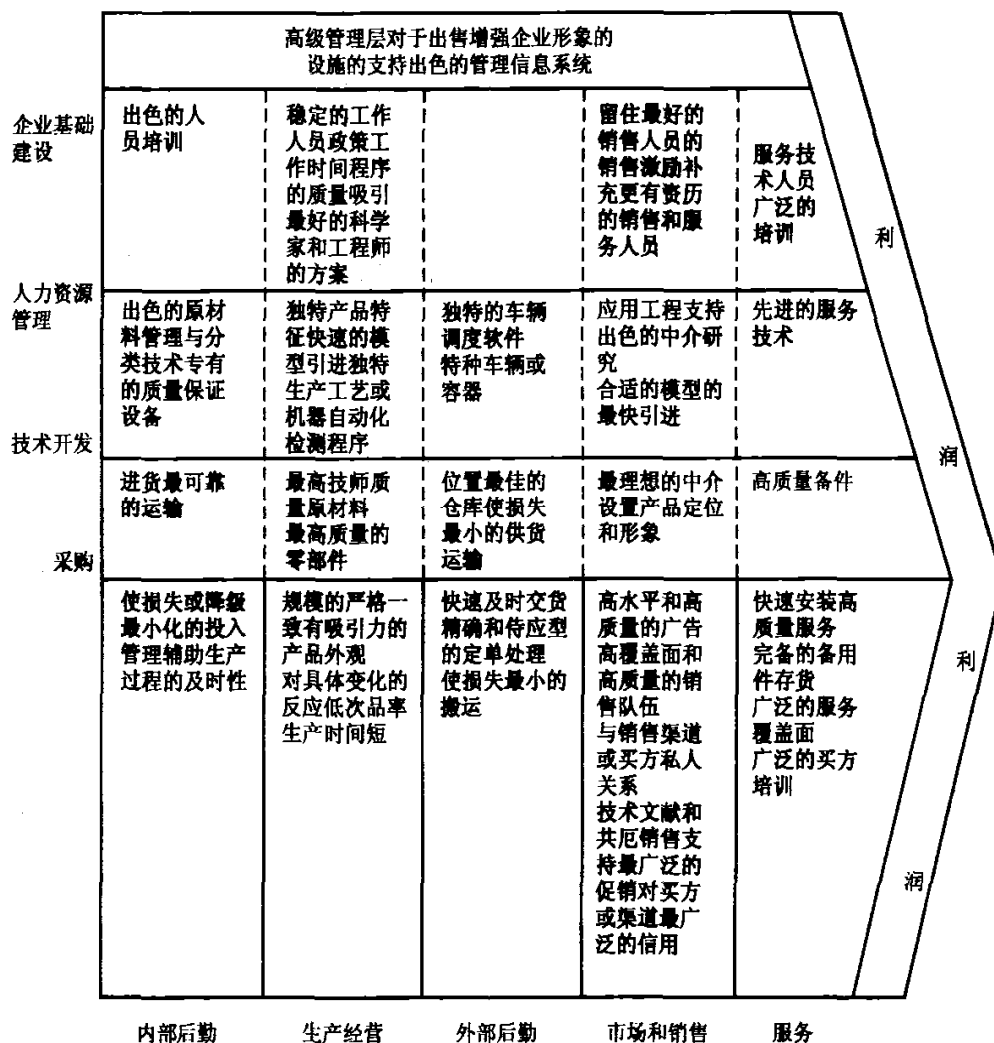 高级管理层对于出售增强企业形象的
设施的支持出色的管理信息系统
企业基础
建设
出色的人
员培训
稳定的工作
人员政策工
作时间程序
的质量吸引
最好的科学
家和工程师
的方案
留住最好的
销售人员的
销售激励补
充更有资历
的销售和服
务人员
服务技
术人员
广泛的
培训
利
人力资源
管理
出色的原材
料管理与分
类技术专有
的质量保证
设备
独特产品特
征快速的模
型引进独特
生产工艺或
机器自动化
检测程序
独特的车辆
调度软件
特种车辆或
容器
应用工程支持
出色的中介研
究
合适的模型的
最快引进
先进的服务
技术
技术开发
润
进货最可靠
的运输
最高技师质
量原材料
最高质量的
零部件
位置最佳的
仓库使损失
最小的供货
运输
最理想的中介
设置产品定位
和形象
高质量备件
采购
使损失或降级
最小化的投入
管理辅助生产
过程的及时性
规模的严格一
致有吸引力的
产品外观
对具体变化的
反应低次品率
生产时间短
快速及时交货
精确和侍应型
的定单处理
使损失最小的
搬运
高水平和高
质量的广告
高覆盖面和
高质量的销
售队伍
与销售渠道
或买方私人
关系
技术文献和
共厄销售支
持最广泛的
促销对买方
或渠道最广
泛的信用
快速安装高
质量服务
完备的备用
件存货
广泛的服务
覆盖面
广泛的买方
培训
利
润
内部后勤
生产经营
外部后勤
市场和销售
服务